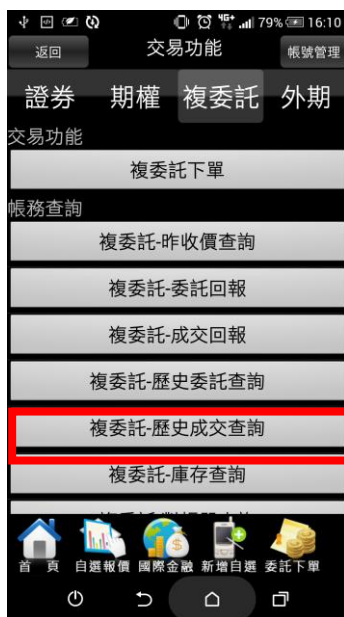 4G+ 79% 16:10
返回 交易功能 帳號管理
證券 期權 複委託 外期
交易功能
複委託下單
帳務查詢
複委託-昨收價查詢
複委託-委託回報
複委託-成交回報
複委託-歷史委託查詢
複委託-歷史成交查詢
複委託-庫存查詢
首 頁 自選報價 國際金融 新增自選 委託下單